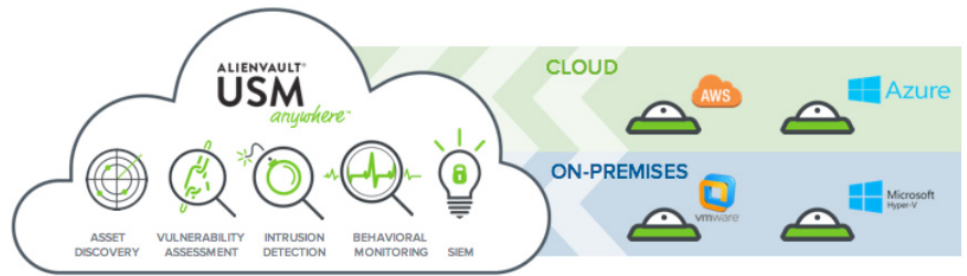 ALIENVAULT®
USM
anywhere™
ASSET
DISCOVERY
VULNERABILITY
ASSESSMENT
INTRUSION
DETECTION
BEHAVIORAL
MONITORING
SIEM
CLOUD
AWS
Azure
ON-PREMISES
vmware
Microsoft
Hyper-V